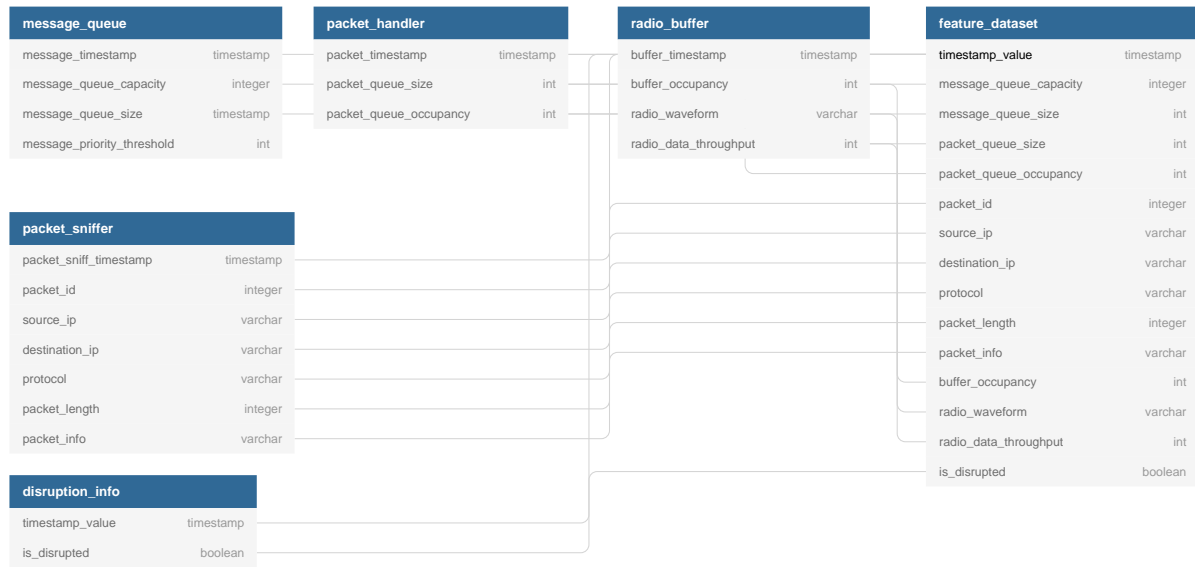 message_queue
message_timestamp timestamp
message_queue_capacity integer
message_queue_size timestamp
message_priority_threshold int
packet_handler
packet_timestamp timestamp
packet_queue_size int
packet_queue_occupancy int
radio_buffer
buffer_timestamp timestamp
buffer_occupancy int
radio_waveform varchar
radio_data_throughput int
feature_dataset
timestamp_value timestamp
message_queue_capacity integer
message_queue_size int
packet_queue_size int
packet_queue_occupancy int
packet_id integer
source_ip varchar
destination_ip varchar
protocol varchar
packet_length integer
packet_info varchar
buffer_occupancy int
radio_waveform varchar
radio_data_throughput int
is_disrupted boolean
packet_sniffer
packet_sniff_timestamp timestamp
packet_id integer
source_ip varchar
destination_ip varchar
protocol varchar
packet_length integer
packet_info varchar
disruption_info
timestamp_value timestamp
is_disrupted boolean